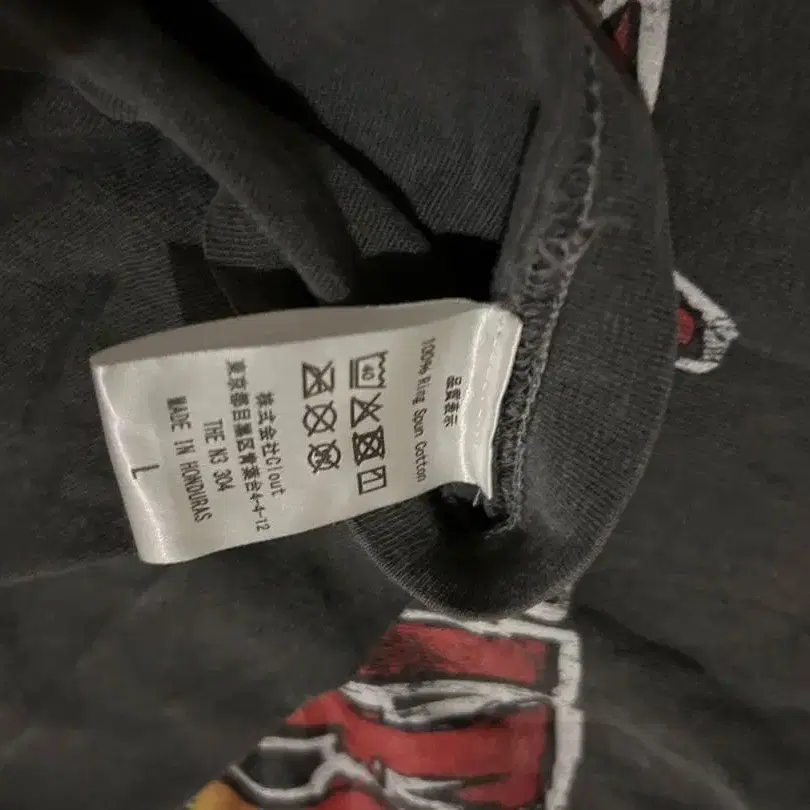 品質表示
100% Ring Spun Cotton
40
株式会社Clout
東京都目黒区青葉台4-4-12
THE N3 304
MADE IN HONDURAS
L